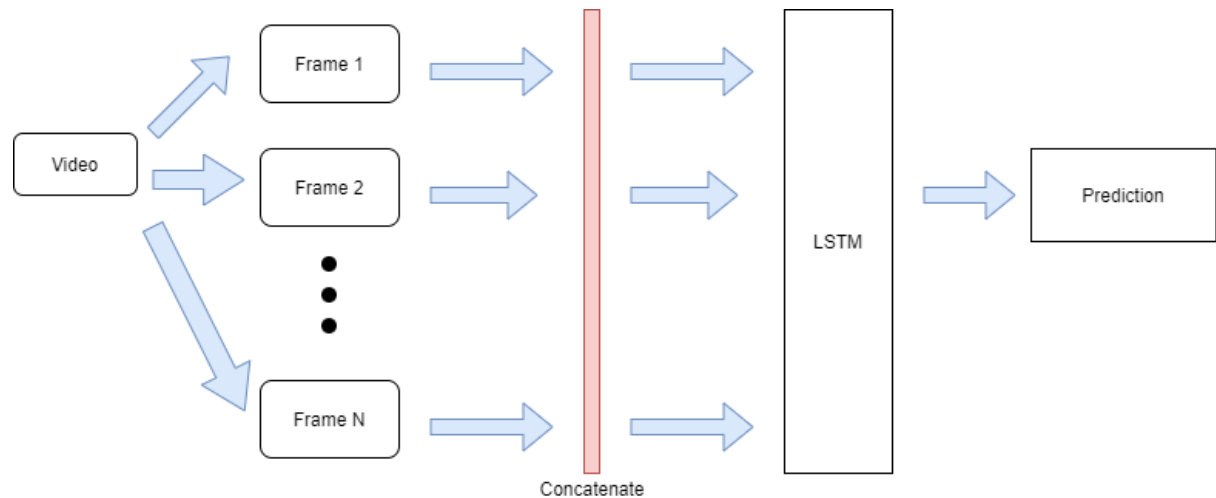 Video
Frame 1
Frame 2
Frame N
Concatenate
LSTM
Prediction